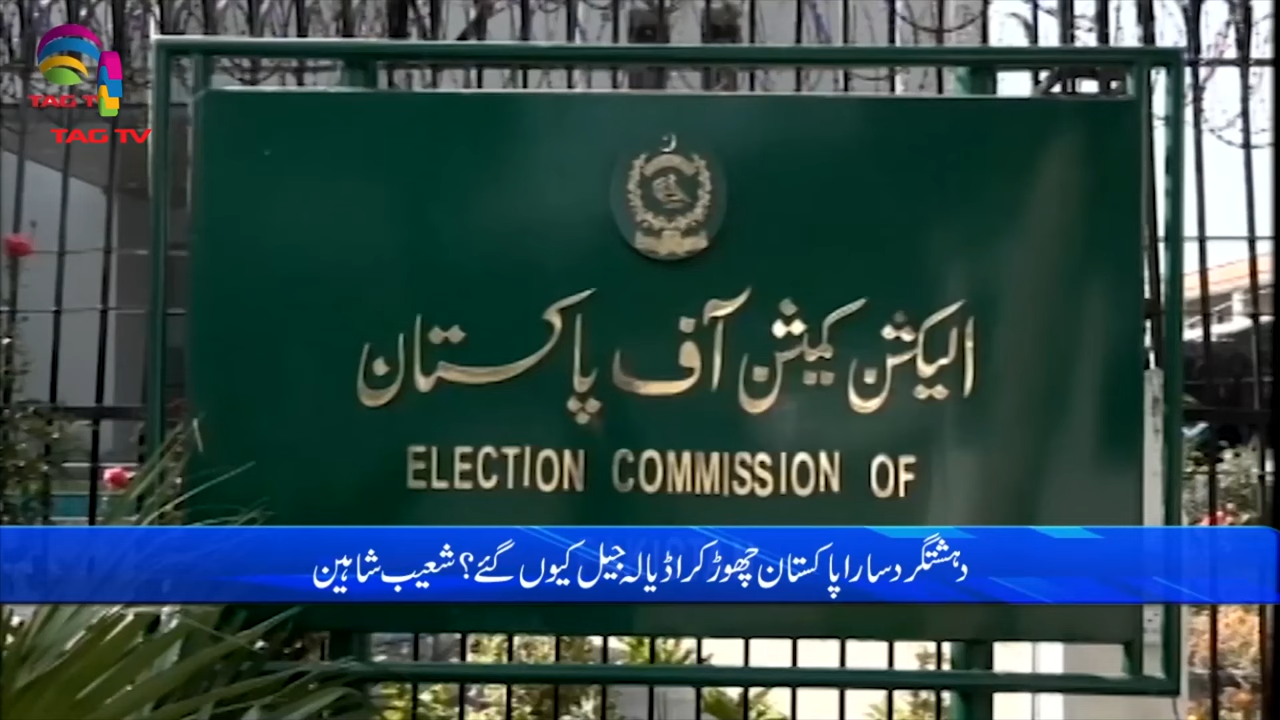 TAG TV
TAG TV
الیکشن کمیشن آف پاکستان
ELECTION COMMISSION OF
دہشتگرد سارا پاکستان چھوڑ کر اڈیالہ جیل کیوں گئے؟ شعیب شاہین